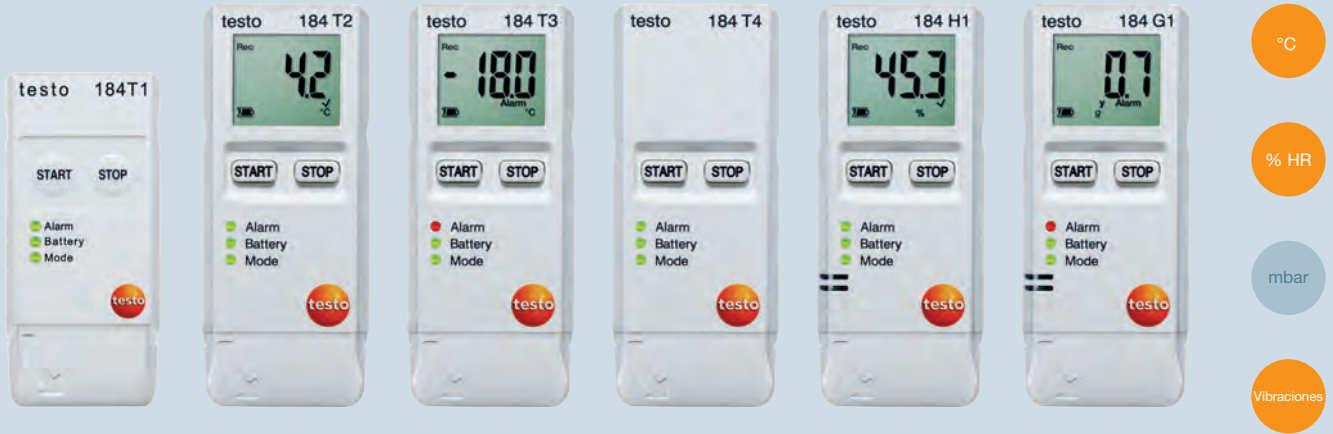 testo 184T1
START STOP
Alarm
Battery
Mode
testo
testo 184 T2
Rec
4.2
°C
START STOP
Alarm
Battery
Mode
testo
testo 184 T3
Rec
-18.0
Alarm
°C
START STOP
Alarm
Battery
Mode
testo
testo 184 T4
START STOP
Alarm
Battery
Mode
testo
testo 184 H1
Rec
45.3
%
START STOP
Alarm
Battery
Mode
testo
testo 184 G1
Rec
0.7
y Alarm
g
START STOP
Alarm
Battery
Mode
testo
°C
% HR
mbar
Vibraciones